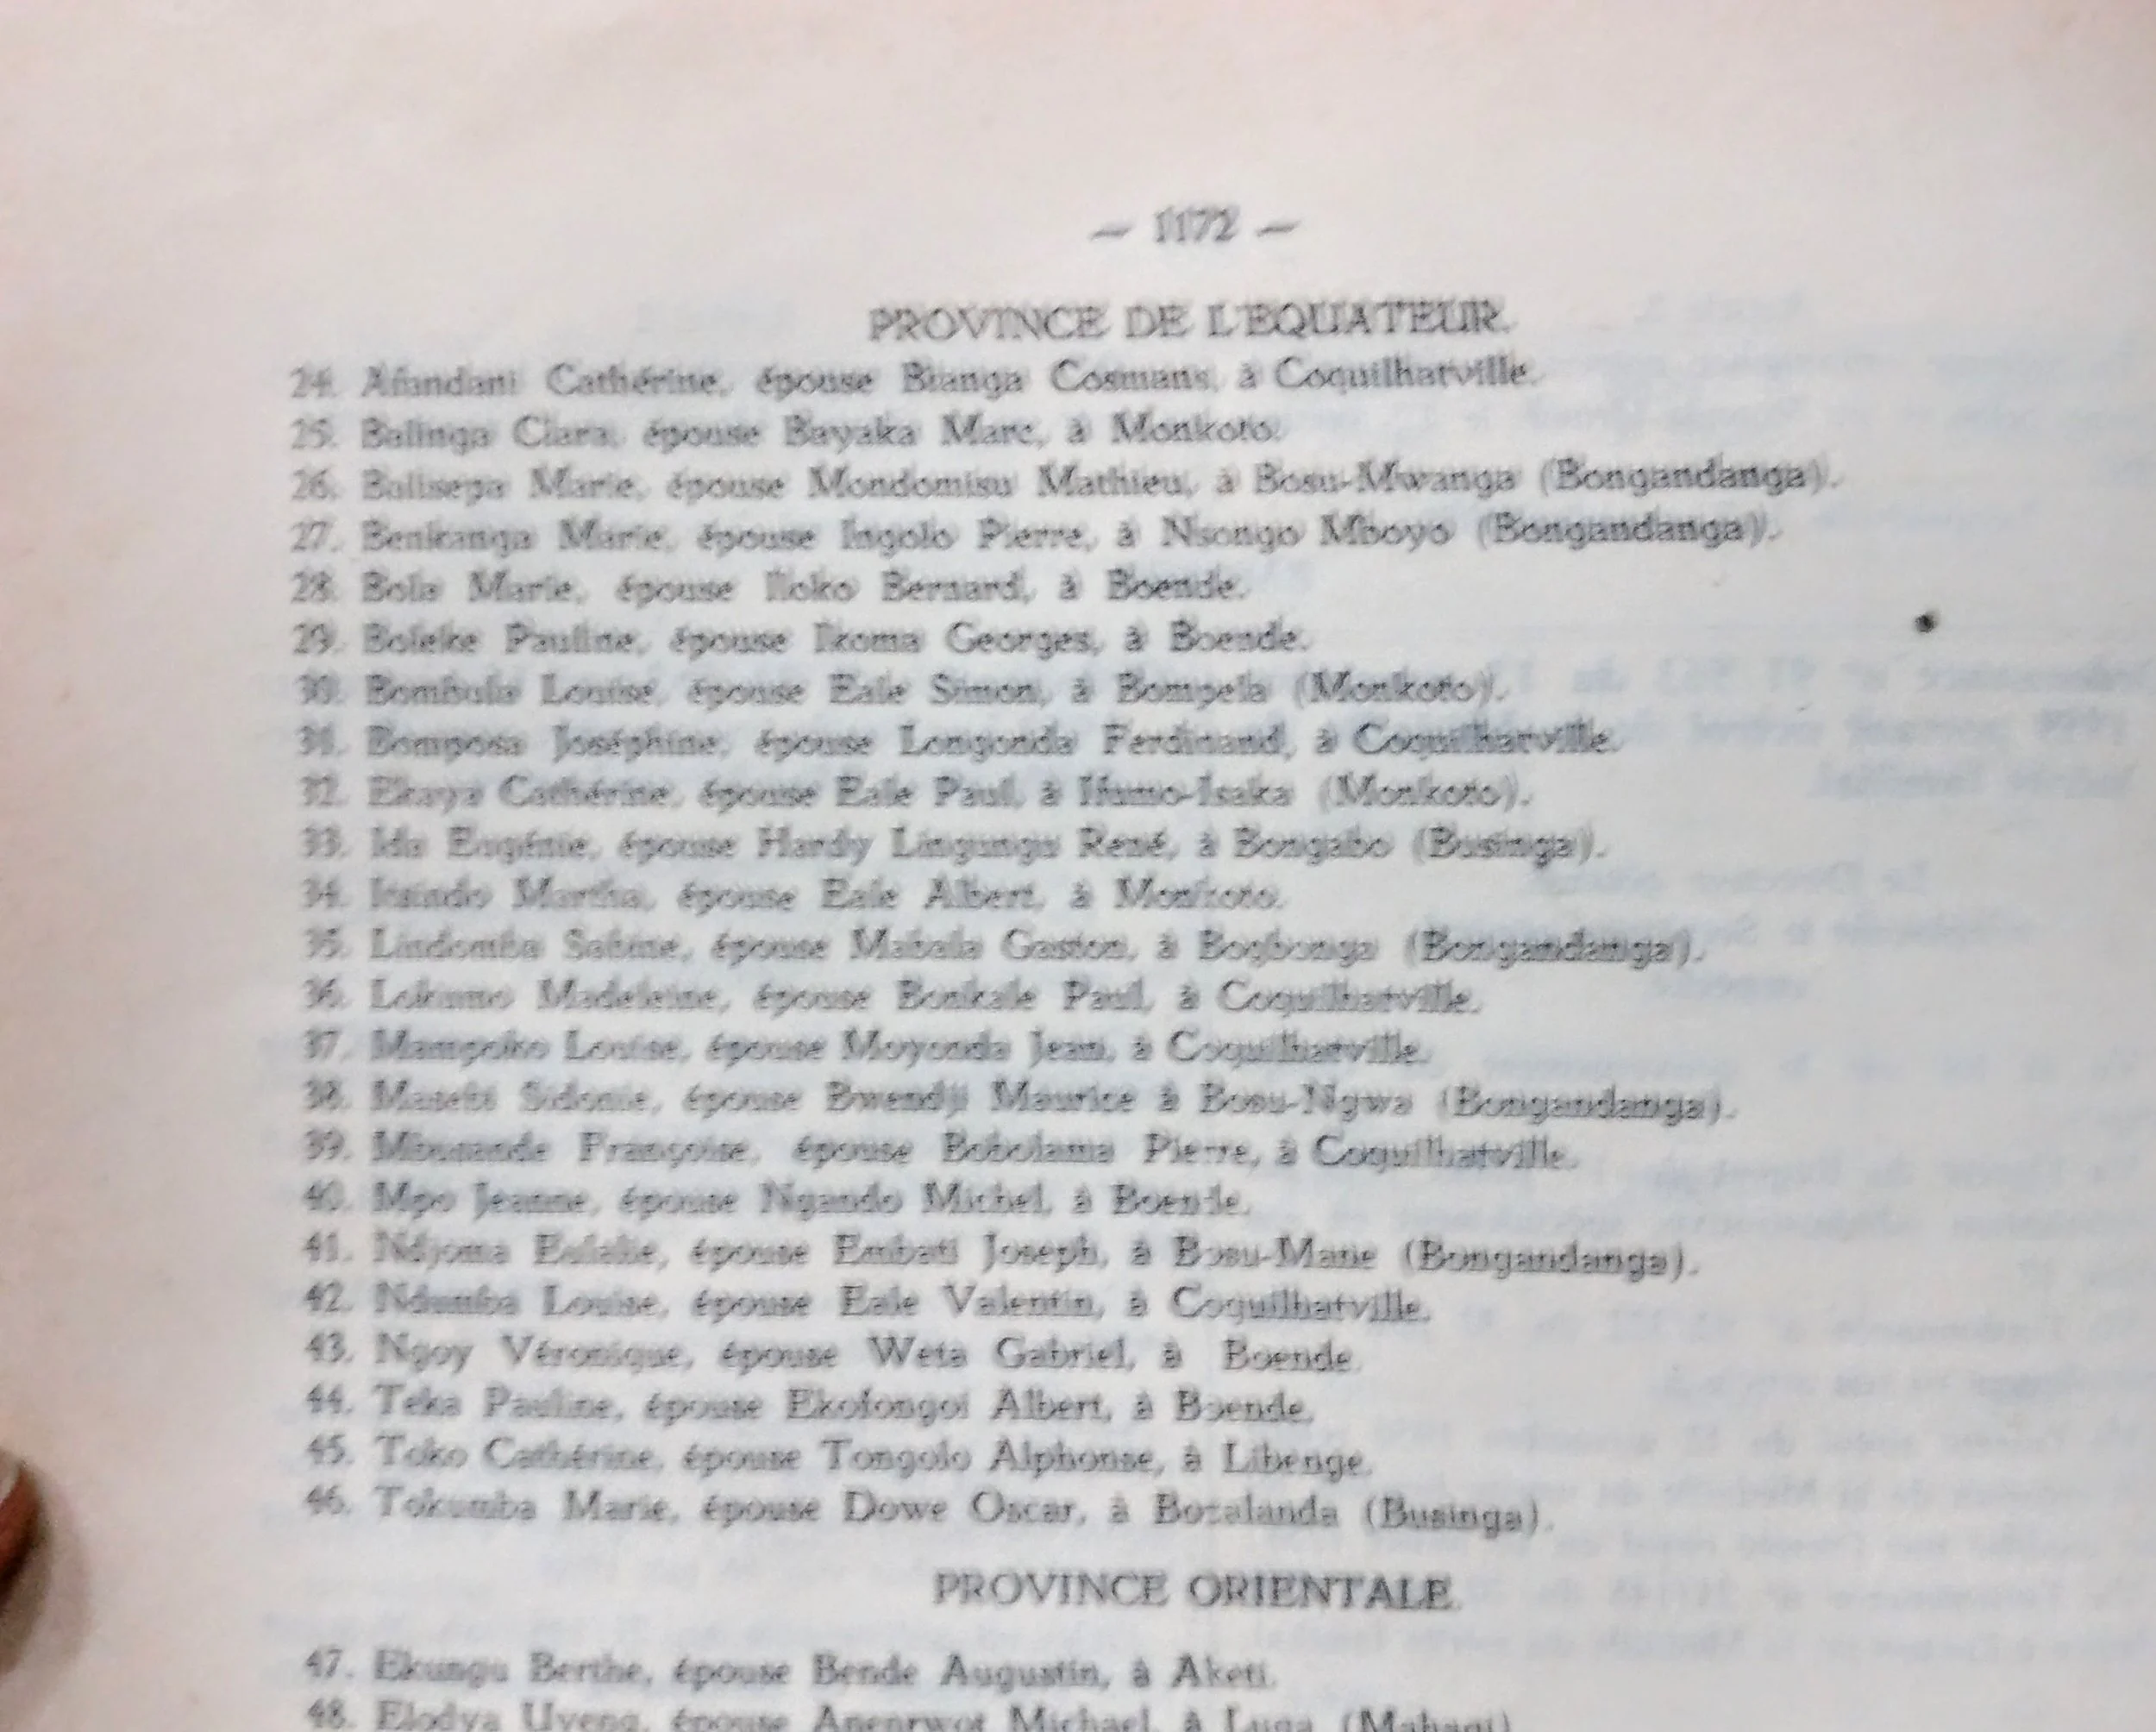 — 1172 —
PROVINCE DE L'EQUATEUR.
24. Afandani Cathérine, épouse Bianga Cosmans, à Coquilhatville.
25. Balinga Clara, épouse Bayaka Marc, à Monkoto.
26. Balisepa Marie, épouse Mondomisu Mathieu, à Bosu-Mwanga (Bongandanga).
27. Benkanga Marie, épouse Ingolo Pierre, à Nsongo Mboyo (Bongandanga).
28. Bola Marie, épouse Iloko Bernard, à Boende.
29. Boleke Pauline, épouse Ikoma Georges, à Boende.
30. Bombula Louise, épouse Eale Simon, à Bompela (Monkoto).
31. Bomposa Joséphine, épouse Longonda Ferdinand, à Coquilhatville.
32. Ekaya Cathérine, épouse Eale Paul, à Ifumo-Isaka (Monkoto).
33. Ida Eugénie, épouse Hardy Lingungu René, à Bongabo (Businga).
34. Martha, épouse Eale Albert, à Monkoto.
35. Lindomba Sabine, épouse Mabala Gaston, à Bogbonga (Bongandanga).
36. Lokumo Madeleine, épouse Bonkale Paul, à Coquilhatville.
37. Mampoko Louise, épouse Moyonda Jean, à Coquilhatville.
38. Sidonie, épouse Bwendji Maurice à Bosu-Ngwa (Bongandanga).
39. Françoise, épouse Bobolama Pierre, à Coquilhatville.
40. Mpo Jeanne, épouse Ngando Michel, à Boende.
41. Ndjoma Eulalie, épouse Embati Joseph, à Bosu-Mane (Bongandanga).
42. Ndumba Louise, épouse Eale Valentin, à Coquilhatville.
43. Ngoy Véronique, épouse Weta Gabriel, à Boende.
44. Teka Pauline, épouse Ekofongoi Albert, à Boende.
45. Toko Cathérine, épouse Tongolo Alphonse, à Libenge.
46. Tokumba Marie, épouse Dowe Oscar, à Bozalanda (Businga).
PROVINCE ORIENTALE.
47. Ekungu Berthe, épouse Bende Augustin, à Aketi.
48. Elodya épouse Michael, à Luga (Mahagi)